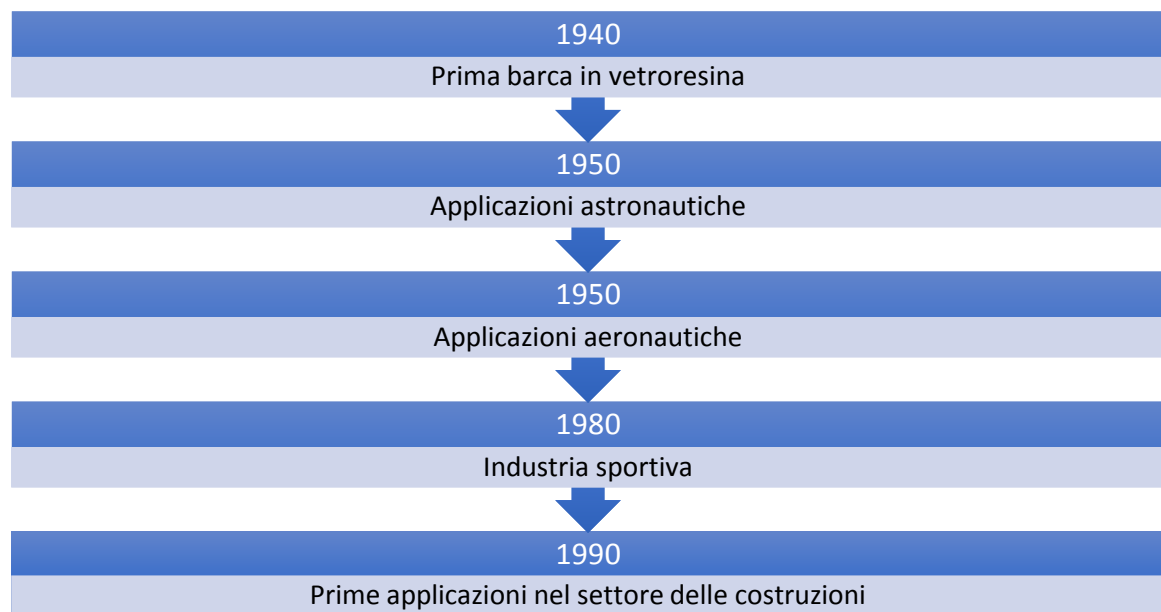 1940
Prima barca in vetroresina
1950
Applicazioni astronautiche
1950
Applicazioni aeronautiche
1980
Industria sportiva
1990
Prime applicazioni nel settore delle costruzioni